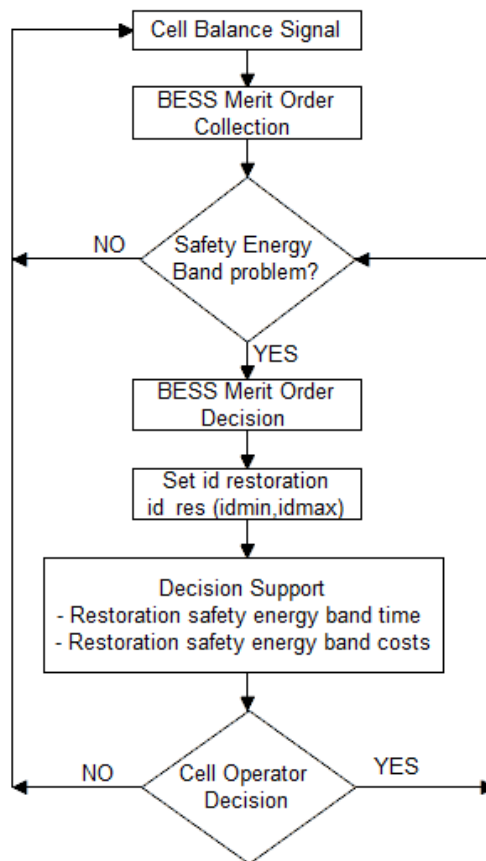 Cell Balance Signal
BESS Merit Order
Collection
NO
Safety Energy
Band problem?
YES
BESS Merit Order
Decision
Set id restoration
id_res (idmin,idmax)
Decision Support
- Restoration safety energy band time
- Restoration safety energy band costs
NO
Cell Operator
Decision
YES